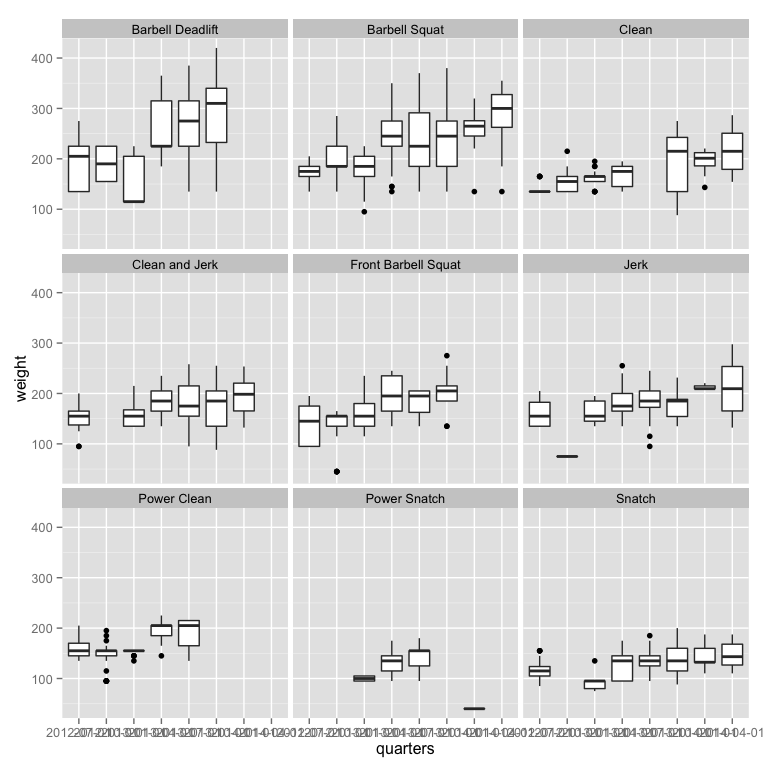 Barbell Deadlift
Barbell Squat
Clean
400
300
200
100
Clean and Jerk
Front Barbell Squat
Jerk
400
300
200
100
weight
Power Clean
Power Snatch
Snatch
400
300
200
100
quarters